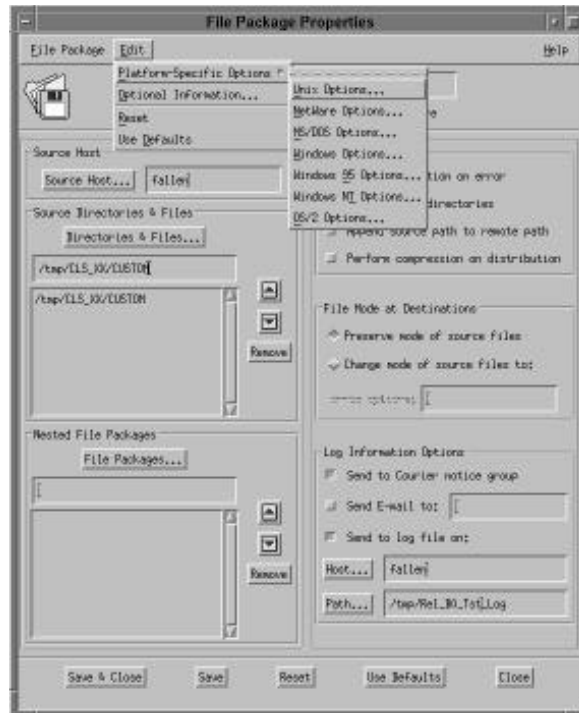 File Package Properties
File Package Edit Help
Platform-Specific Options
Optional Information...
Reset
Use Defaults
Unix Options...
NetWare Options...
MS/DOS Options...
Windows Options...
Windows 95 Options...
Windows NT Options...
OS/2 Options...
Source Host
Source Host... fallen
on error
directories
Append source path to remote path
Perform compression on distribution
Source Directories & Files
Directories & Files...
/tmp/CLS_XX/CUSTOM
/tmp/CLS_XX/CUSTOM
Remove
File Mode at Destinations
Preserve mode of source files
Change mode of source files to:
Nested File Packages
File Packages...
Remove
Log Information Options
Send to Courier notice group
Send E-mail to:
Send to log file on:
Host... fallen
Path...
Save & Close Save Reset Use Defaults Close